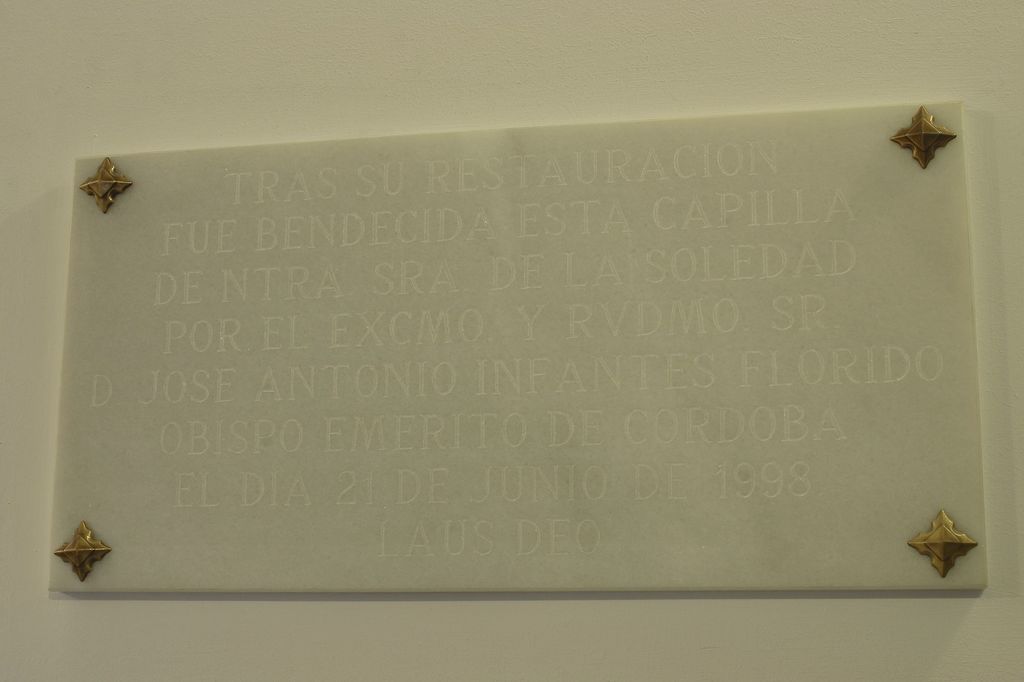 TRAS SU RESTAURACION
FUE BENDECIDA ESTA CAPILLA
DE NTRA. SRA. DE LA SOLEDAD
POR EL EXCMO. Y RVDMO. SR.
D. JOSE ANTONIO INFANTES FLORIDO
OBISPO EMERITO DE CORDOBA
EL DIA 21 DE JUNIO DE 1998.
LAUS DEO